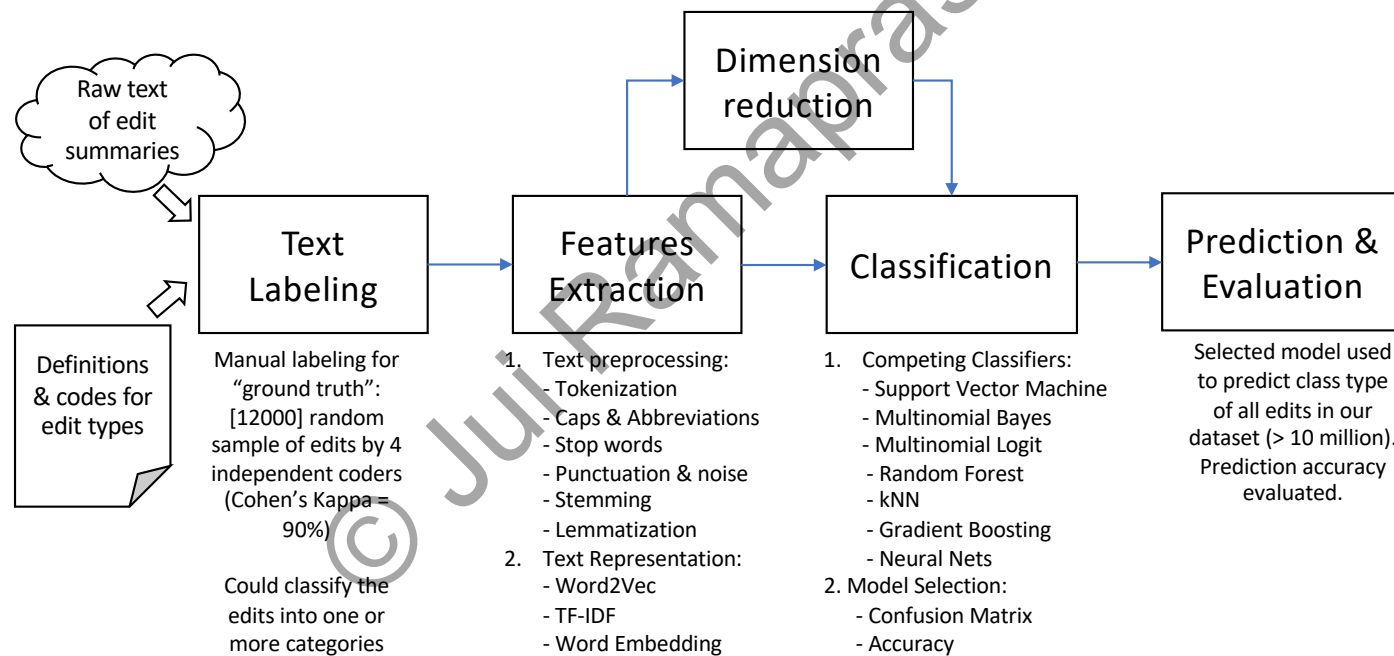 Raw text
of edit
summaries
Definitions
& codes for
edit types
Text
Labeling
Manual labeling for
“ground truth”:
[12000] random
sample of edits by 4
independent coders
(Cohen’s Kappa =
90%)
Could classify the
edits into one or
more categories
Features
Extraction
1. Text preprocessing:
- Tokenization
- Caps & Abbreviations
- Stop words
- Punctuation & noise
- Stemming
- Lemmatization
2. Text Representation:
- Word2Vec
- TF-IDF
- Word Embedding
Dimension
reduction
Classification
1. Competing Classifiers:
- Support Vector Machine
- Multinomial Bayes
- Multinomial Logit
- Random Forest
- kNN
- Gradient Boosting
- Neural Nets
2. Model Selection:
- Confusion Matrix
- Accuracy
Prediction &
Evaluation
Selected model used
to predict class type
of all edits in our
dataset (> 10 million).
Prediction accuracy
evaluated.
© Jui Ramapras